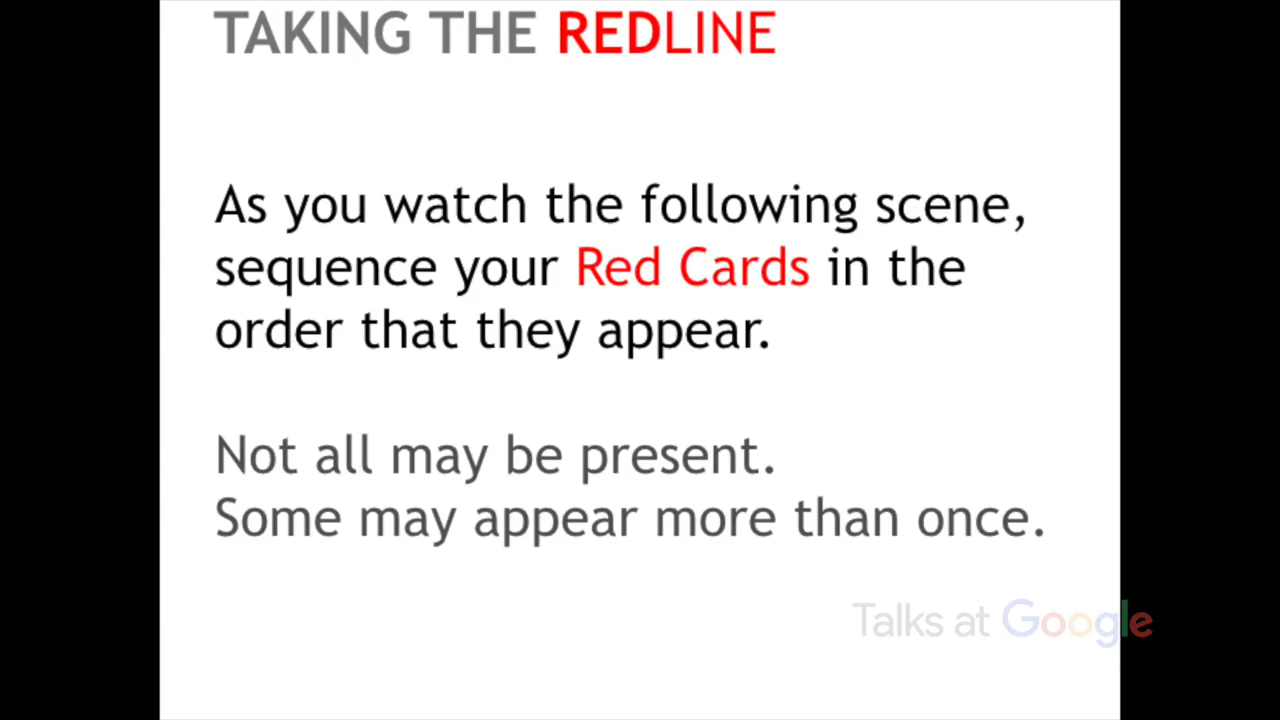 TAKING THE REDLINE
As you watch the following scene,
sequence your Red Cards in the
order that they appear.
Not all may be present.
Some may appear more than once.
Talks at Google